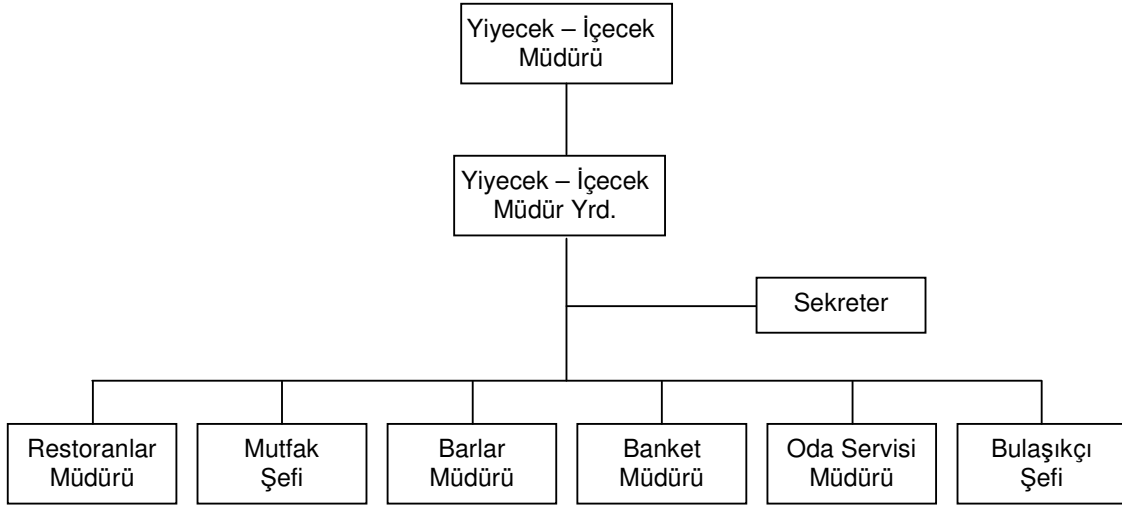 Yiyecek – İçecek
Müdürü
Yiyecek – İçecek
Müdür Yrd.
Sekreter
Restoranlar
Müdürü
Mutfak
Şefi
Barlar
Müdürü
Banket
Müdürü
Oda Servisi
Müdürü
Bulaşıkçı
Şefi